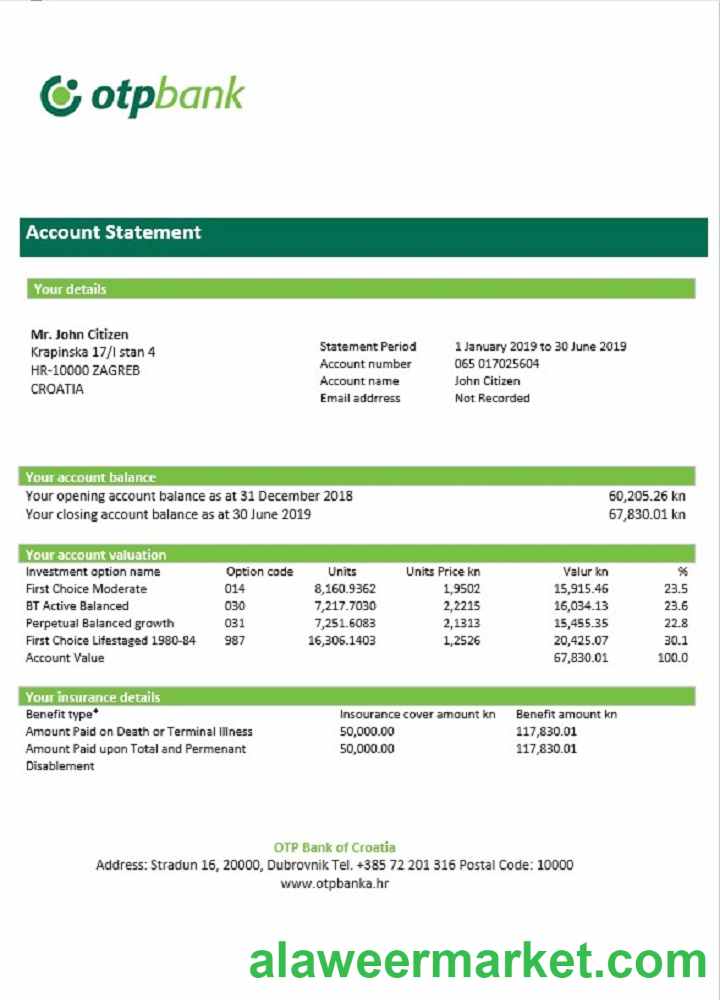 otpbank
Account Statement
Your details
Mr. John Citizen
Krapinska 17/I stan 4
HR-10000 ZAGREB
CROATIA
Statement Period 1 January 2019 to 30 June 2019
Account number 065 017025604
Account name John Citizen
Email addrress Not Recorded
Your account balance
Your opening account balance as at 31 December 2018 60,205.26 kn
Your closing account balance as at 30 June 2019 67,830.01 kn
Your account valuation
Investment option name Option code Units Units Price kn Valur kn %
First Choice Moderate 014 8,160.9362 1,9502 15,915.46 23.5
BT Active Balanced 030 7,217.7030 2,2215 16,034.13 23.6
Perpetual Balanced growth 031 7,251.6083 2,1313 15,455.35 22.8
First Choice Lifestaged 1980-84 987 16,306.1403 1,2526 20,425.07 30.1
Account Value 67,830.01 100.0
Your insurance details
Benefit type* Insourance cover amount kn Benefit amount kn
Amount Paid on Death or Terminal Illness 50,000.00 117,830.01
Amount Paid upon Total and Permenant 50,000.00 117,830.01
Disablement
OTP Bank of Croatia
Address: Stradun 16, 20000, Dubrovnik Tel. +385 72 201 316 Postal Code: 10000
www.otpbanka.hr
alaweermarket.com